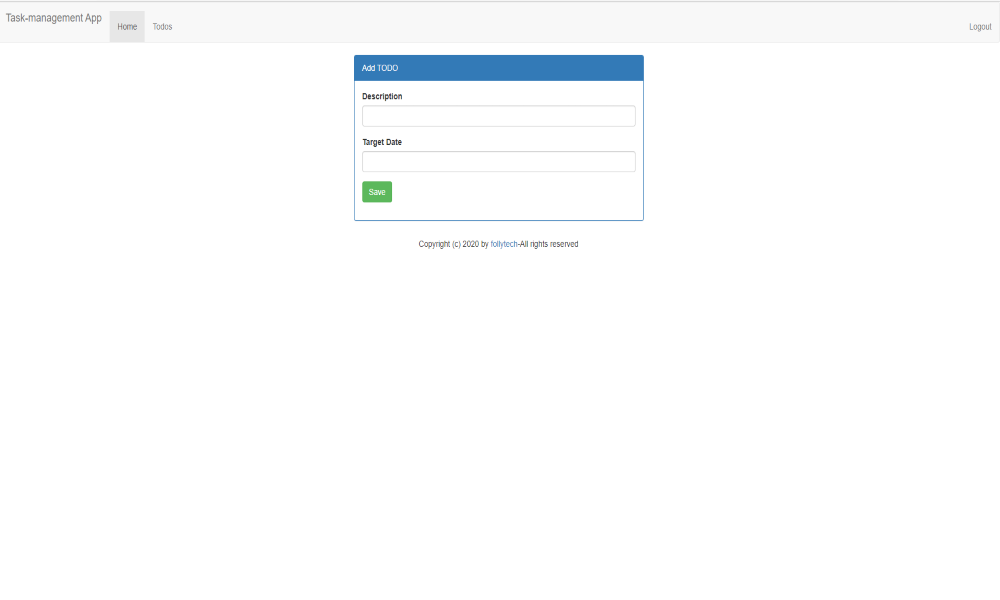 Task-management App
Home
Todos
Logout
Add TODO
Description
Target Date
Save
Copyright (c) 2020 by follytech-All rights reserved